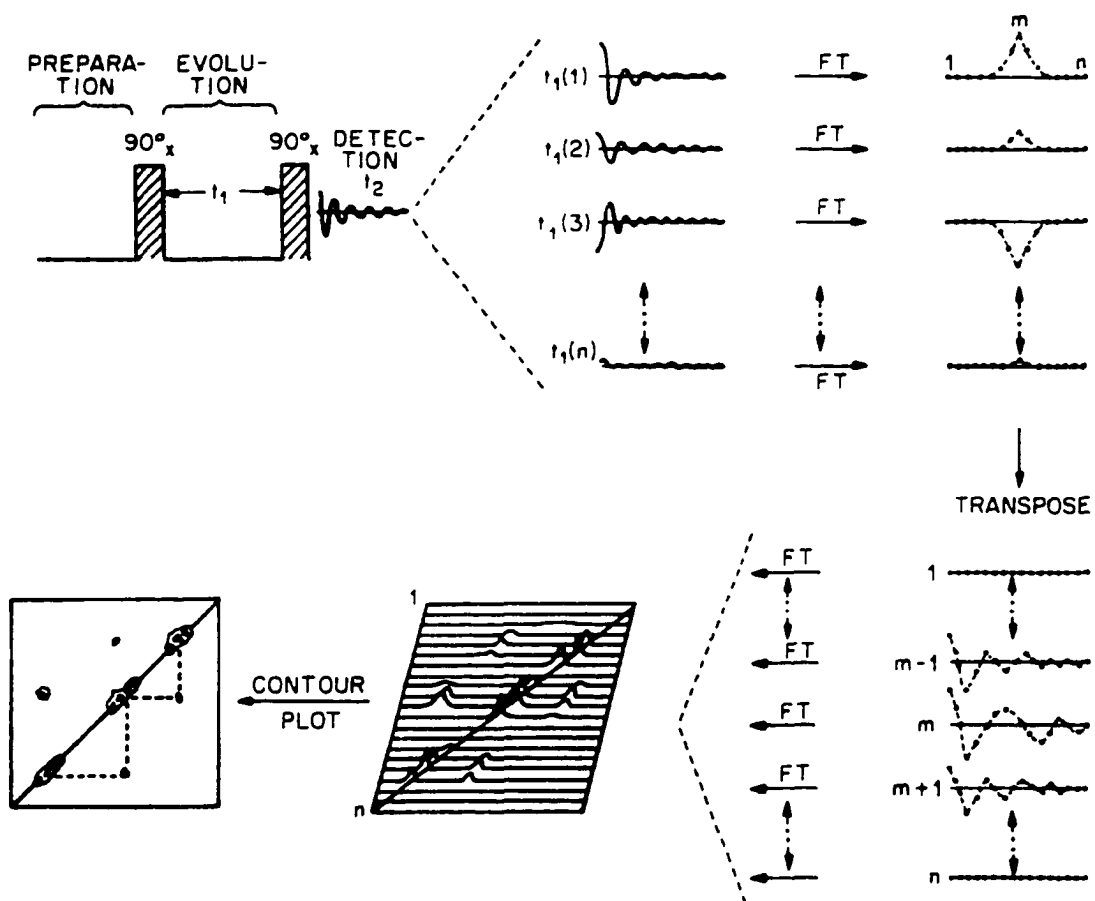 PREPARA-
TION
EVOLU-
TION
90°x
90°x
t₁
DETEC-
TION
t₂
t₁(1)
FT
1
m
n
t₁(2)
FT
t₁(3)
FT
t₁(n)
FT
TRANSPOSE
FT
1
FT
m-1
FT
m
FT
m+1
n
1
n
CONTOUR
PLOT